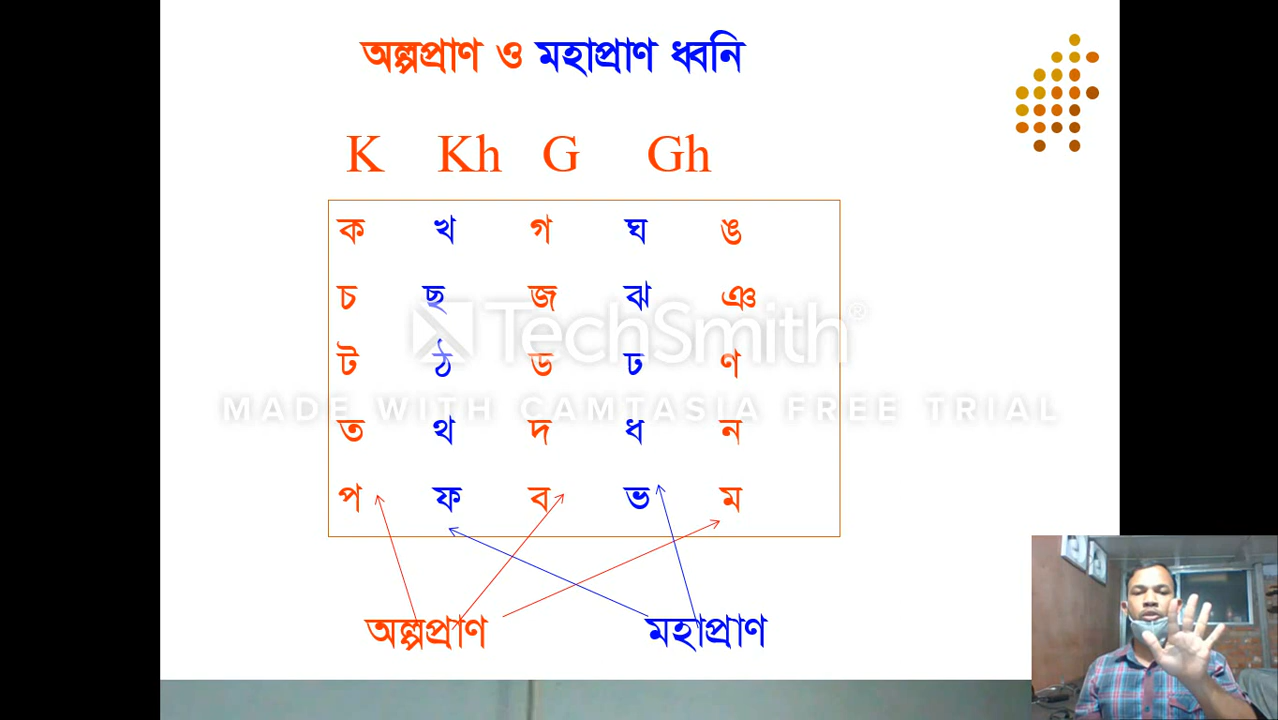 অল্পপ্রাণ ও মহাপ্রাণ ধ্বনি
K Kh G Gh
ক খ গ ঘ ঙ
চ ছ জ ঝ ঞ
TechSmith®
ট ঠ ড ঢ ণ
MADE WITH CAMTASIA FREE TRIAL
ত থ দ ধ ন
প ফ ব ভ ম
অল্পপ্রাণ মহাপ্রাণ